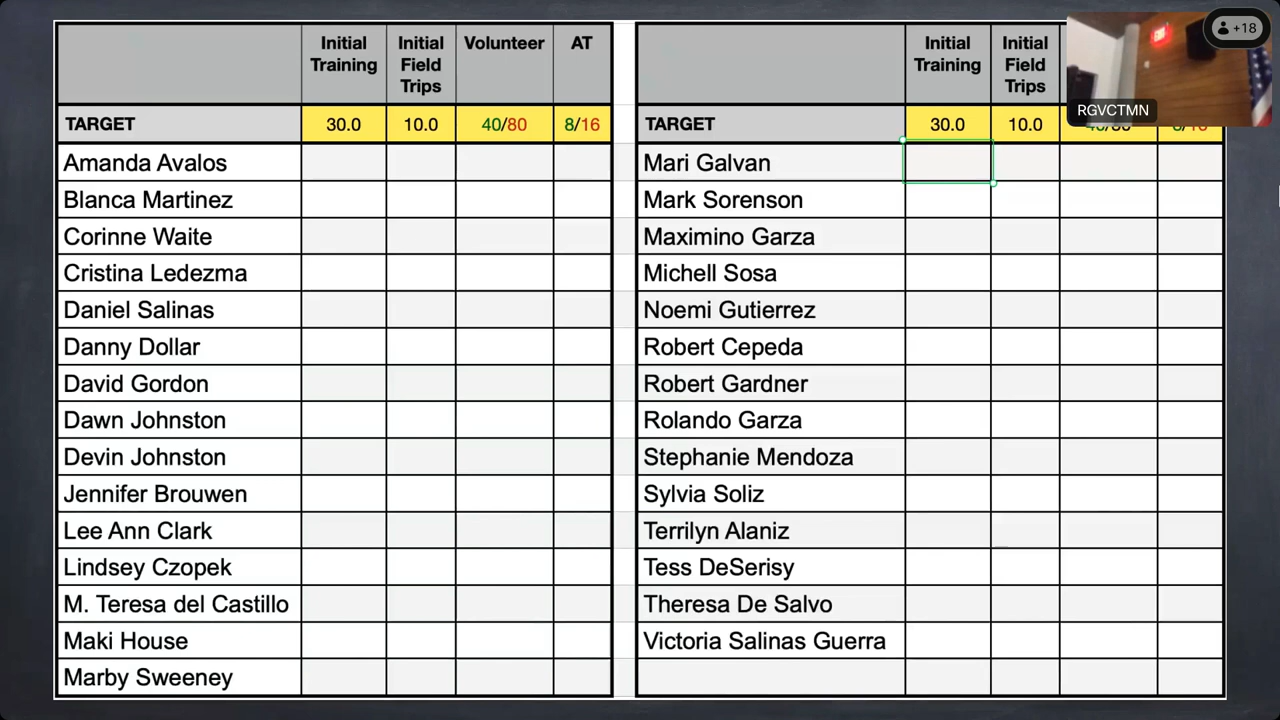 Initial Training Initial Field Trips Volunteer AT
TARGET 30.0 10.0 40/80 8/16
Amanda Avalos
Blanca Martinez
Corinne Waite
Cristina Ledezma
Daniel Salinas
Danny Dollar
David Gordon
Dawn Johnston
Devin Johnston
Jennifer Brouwen
Lee Ann Clark
Lindsey Czopek
M. Teresa del Castillo
Maki House
Marby Sweeney
Initial Training Initial Field Trips
TARGET 30.0 10.0
Mari Galvan
Mark Sorenson
Maximino Garza
Michell Sosa
Noemi Gutierrez
Robert Cepeda
Robert Gardner
Rolando Garza
Stephanie Mendoza
Sylvia Soliz
Terrilyn Alaniz
Tess DeSerisy
Theresa De Salvo
Victoria Salinas Guerra
+18
EXIT
RGVCTMN